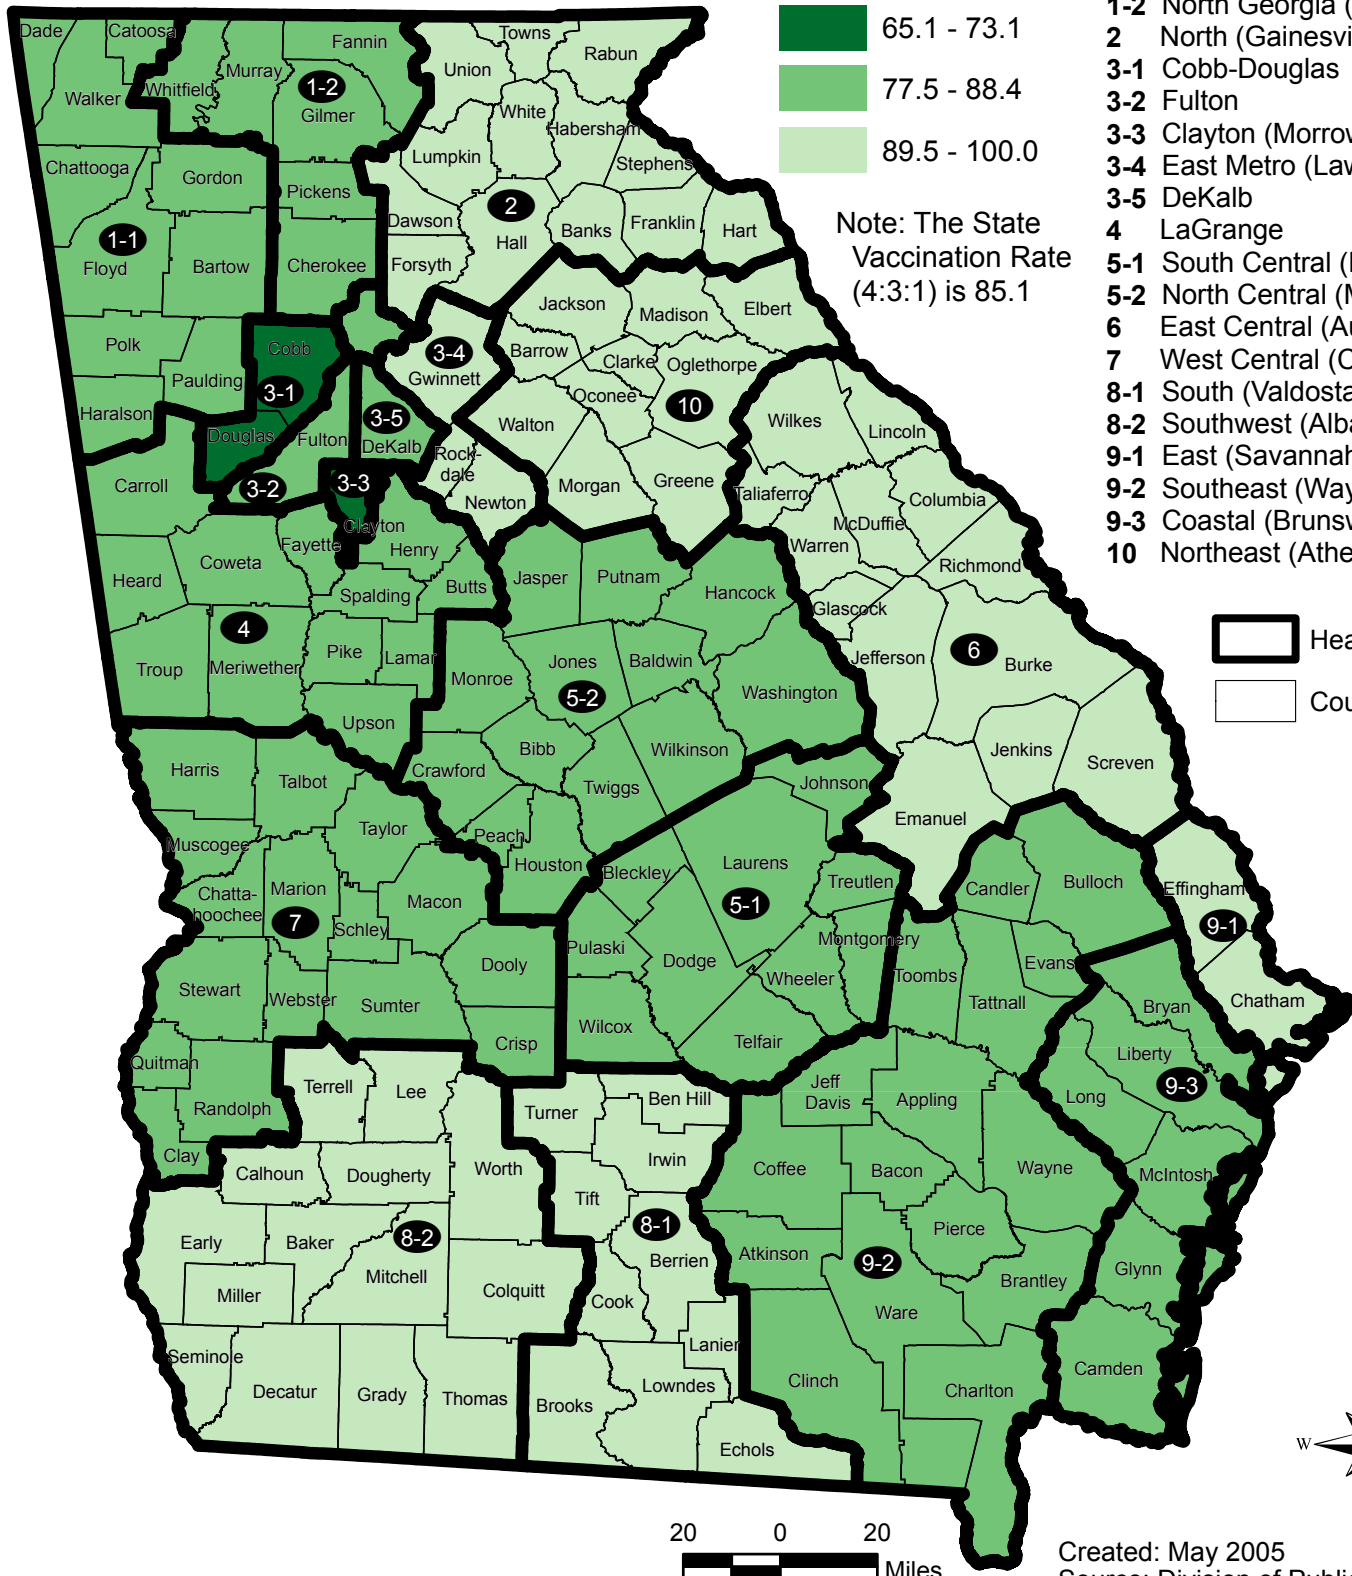 65.1 - 73.1
77.5 - 88.4
89.5 - 100.0
Note: The State
Vaccination Rate
(4:3:1) is 85.1
1-2 North Georgia (
2 North
3-1 Cobb-Douglas
3-2 Fulton
3-3 Clayton
3-4 East Metro
3-5 DeKalb
4 LaGrange
5-1 South Central
5-2 North Central
6 East Central
7 West Central
8-1 South (Valdosta
8-2 Southwest
9-1 East (Savannah
9-2 Southeast
9-3 Coastal
10 Northeast
Dade
Catoosa
Fannin
Towns
Rabun
Union
Murray
Whitfield
Walker
1-2
Gilmer
White
Habersham
Lumpkin
Stephens
Chattooga
Gordon
Pickens
Dawson
2
Hall
Banks
Franklin
Hart
1-1
Floyd
Bartow
Cherokee
Forsyth
Jackson
Madison
Elbert
Polk
Cobb
3-4
Gwinnett
Barrow
Clarke
Oglethorpe
Paulding
3-1
Oconee
10
Haralson
Douglas
Fulton
3-5
DeKalb
Walton
Wilkes
Lincoln
Rock-
dale
Carroll
3-2
3-3
Newton
Morgan
Greene
Taliaferro
Columbia
Clayton
McDuffie
Fayette
Henry
Warren
Coweta
Richmond
Heard
Spalding
Butts
Jasper
Putnam
Hancock
Glascock
4
Meriwether
Troup
Pike
Lamar
Monroe
Jones
5-2
Baldwin
Washington
Jefferson
6
Burke
Upson
Bibb
Wilkinson
Jenkins
Screven
Harris
Talbot
Crawford
Twiggs
Johnson
Emanuel
Taylor
Peach
Muscogee
Houston
Bleckley
Laurens
5-1
Treutlen
Candler
Bulloch
Effingham
9-1
Chatta-
hoochee
Marion
7
Macon
Schley
Pulaski
Dodge
Montgomery
Wheeler
Toombs
Evans
Tattnall
Dooly
Stewart
Webster
Sumter
Crisp
Wilcox
Telfair
Bryan
Chatham
Liberty
9-3
Long
Quitman
Randolph
Clay
Terrell
Lee
Turner
Ben Hill
Jeff
Davis
Appling
Irwin
Coffee
Bacon
Wayne
McIntosh
Calhoun
Dougherty
Worth
Tift
8-1
Berrien
Pierce
Early
Baker
8-2
Mitchell
Atkinson
9-2
Brantley
Glynn
Miller
Colquitt
Cook
Ware
Lanier
Camden
Seminole
Decatur
Grady
Thomas
Brooks
Lowndes
Clinch
Charlton
Echols
W
20 0 20
Miles
Created: May 2005